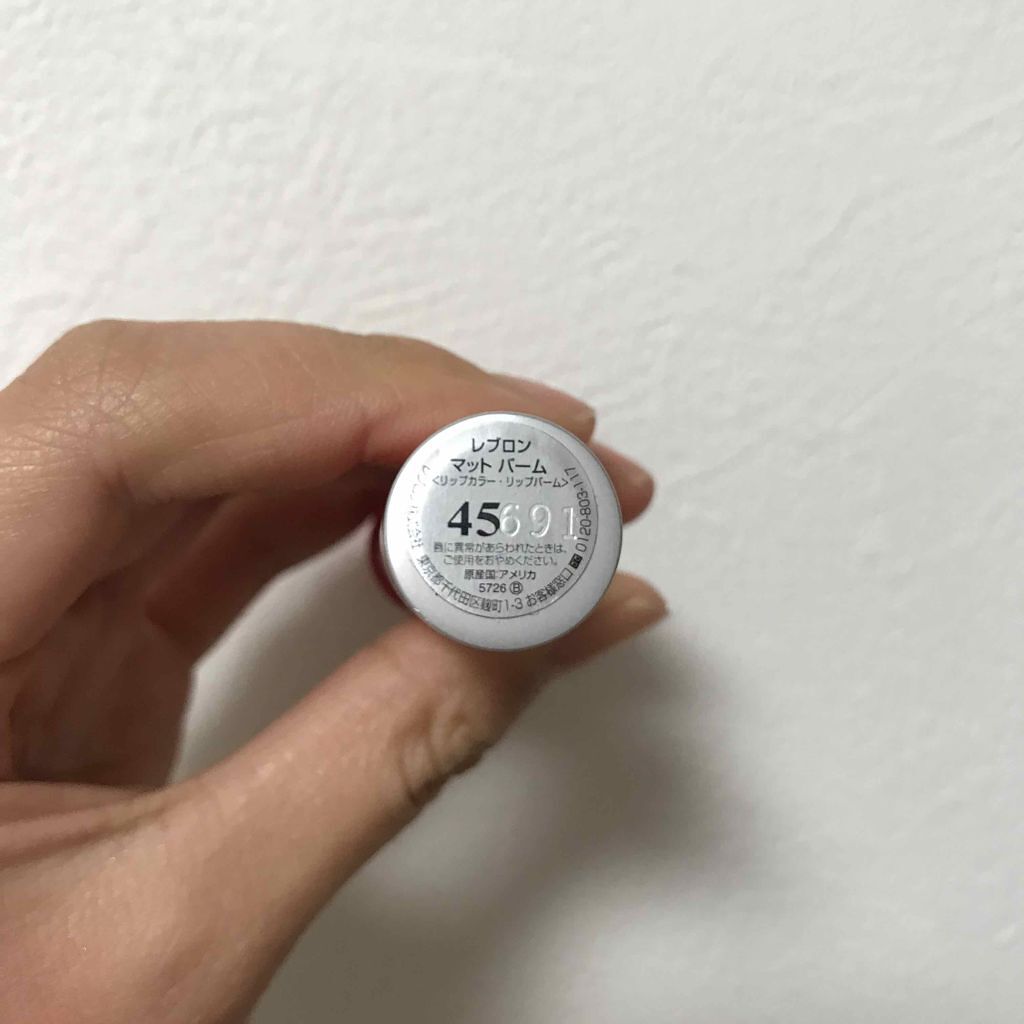 レブロン
マット バーム
<リップカラー・リップバーム>
45
691
唇に異常があらわれたときは、
ご使用をおやめください。
原産国:アメリカ
5726 Ⓑ
東京都千代田区麹町1-3 お客様窓口 0120-803-117